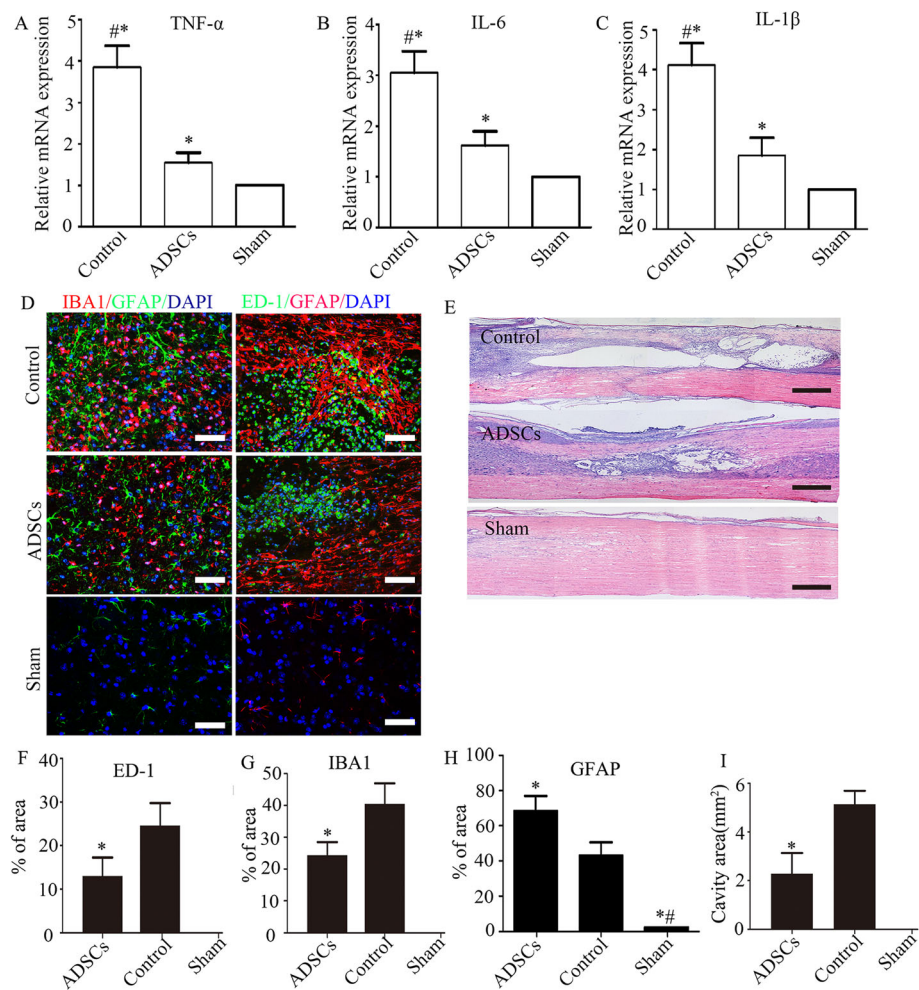 A
TNF-α
Relative mRNA expression
5
4
3
2
1
0
#*
*
Control
ADSCs
Sham
B
IL-6
Relative mRNA expression
4
3
2
1
0
#*
*
Control
ADSCs
Sham
C
IL-1β
Relative mRNA expression
5
4
3
2
1
0
#*
*
Control
ADSCs
Sham
D
IBA1/GFAP/DAPI
ED-1/GFAP/DAPI
Control
ADSCs
Sham
E
Control
ADSCs
Sham
F
ED-1
% of area
40
30
20
10
0
*
ADSCs
Control
Sham
G
IBA1
% of area
50
40
30
20
10
0
*
ADSCs
Control
Sham
H
GFAP
% of area
100
80
60
40
20
0
*
*#
ADSCs
Control
Sham
I
Cavity area(mm²)
6
4
2
0
*
ADSCs
Control
Sham